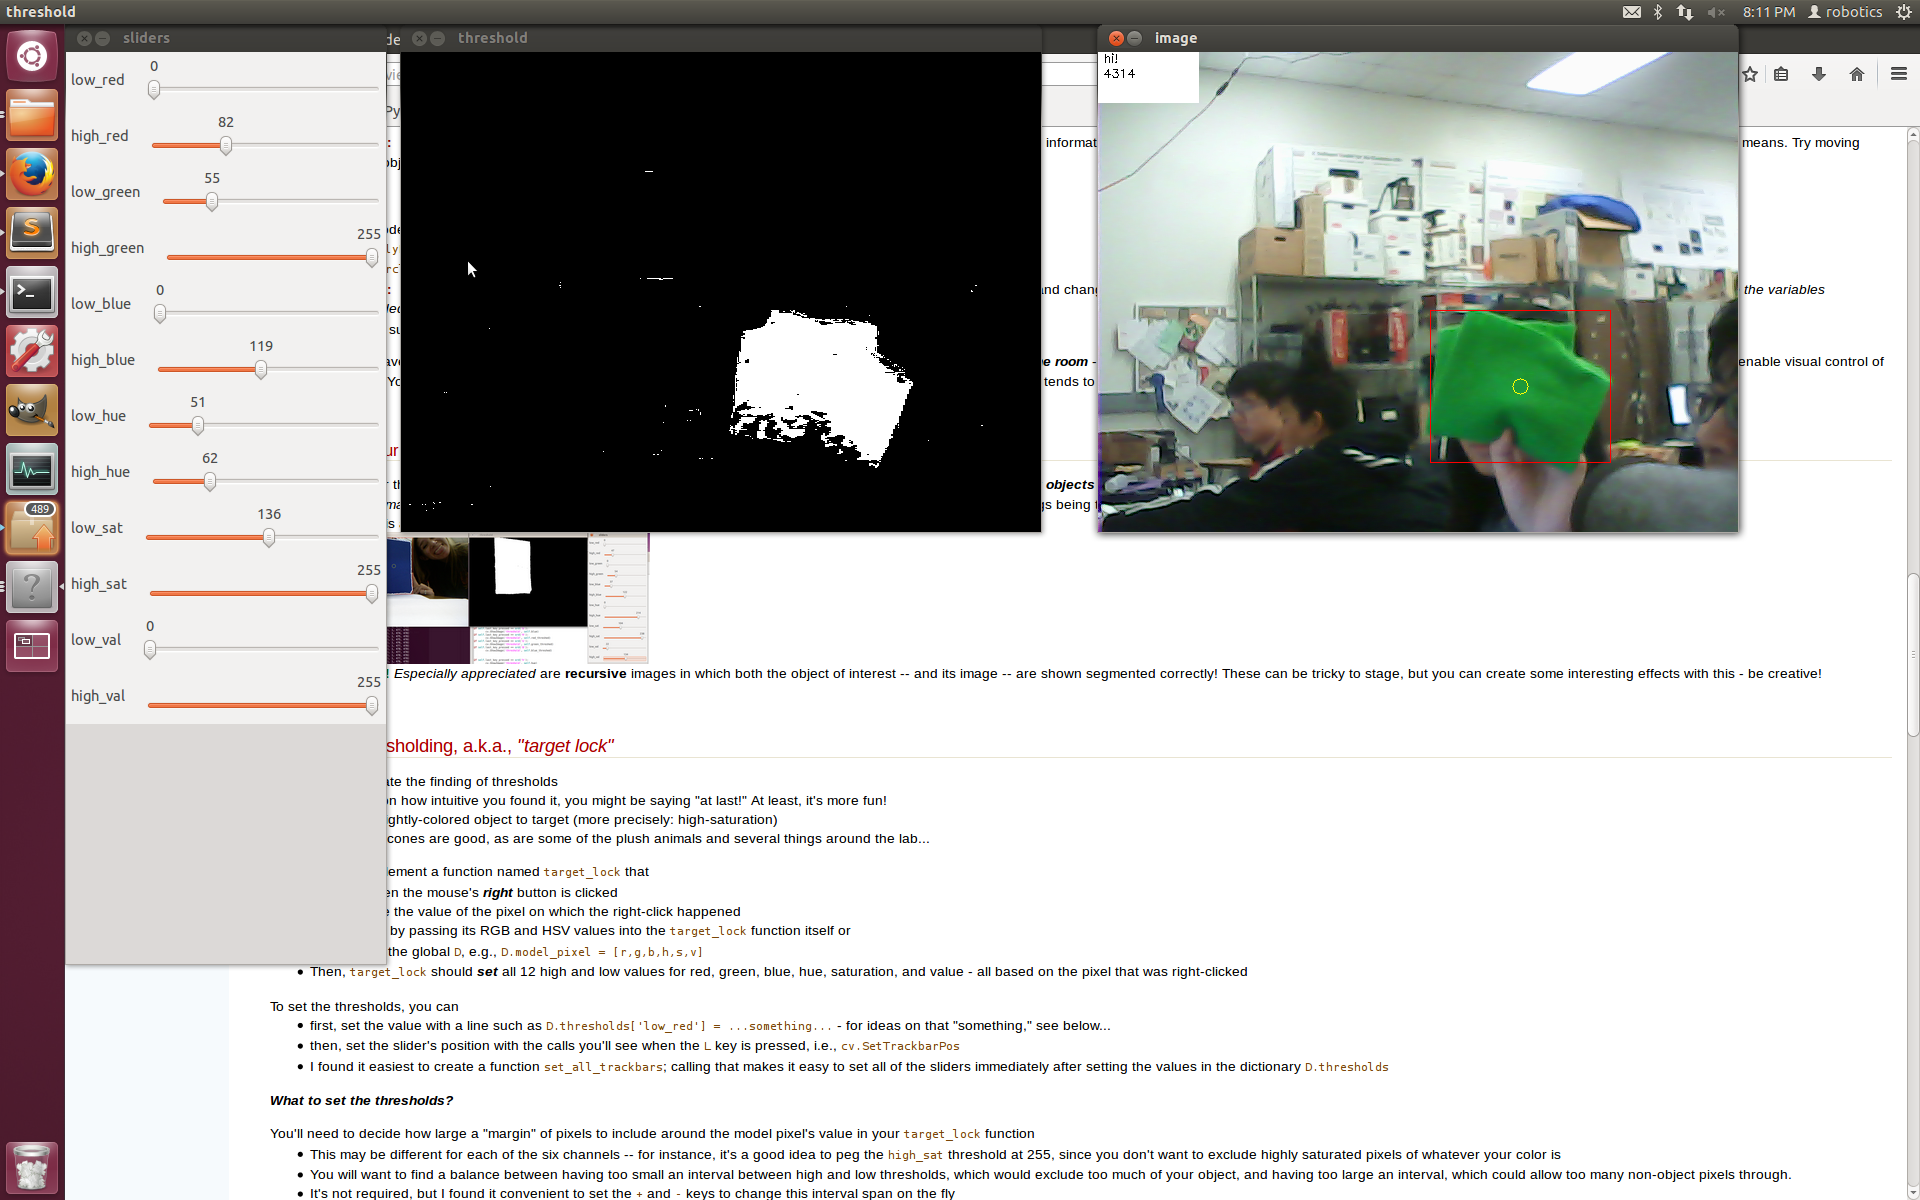 threshold
8:11 PM
robotics
sliders
low_red
0
high_red
82
low_green
55
high_green
255
low_blue
0
high_blue
119
low_hue
51
high_hue
62
low_sat
136
high_sat
255
low_val
0
high_val
255
489
de
threshold
image
hi!
4314
Py
: informat means. Try moving
obj
ode
ly
rc
: and chang the variables
lec
su
avo e room - enable visual control of
Yo tends to
ur
r th objects
ma gs being t
s
! Especially appreciated are recursive images in which both the object of interest -- and its image -- are shown segmented correctly! These can be tricky to stage, but you can create some interesting effects with this - be creative!
sholding, a.k.a., "target lock"
ate the finding of thresholds
on how intuitive you found it, you might be saying "at last!" At least, it's more fun!
ghtly-colored object to target (more precisely: high-saturation)
cones are good, as are some of the plush animals and several things around the lab...
ement a function named target_lock that
en the mouse's right button is clicked
e the value of the pixel on which the right-click happened
by passing its RGB and HSV values into the target_lock function itself or
the global D, e.g., D.model_pixel = [r,g,b,h,s,v]
• Then, target_lock should set all 12 high and low values for red, green, blue, hue, saturation, and value - all based on the pixel that was right-clicked
To set the thresholds, you can
• first, set the value with a line such as D.thresholds['low_red'] = ...something... - for ideas on that "something," see below...
• then, set the slider's position with the calls you'll see when the L key is pressed, i.e., cv.SetTrackbarPos
• I found it easiest to create a function set_all_trackbars; calling that makes it easy to set all of the sliders immediately after setting the values in the dictionary D.thresholds
What to set the thresholds?
You'll need to decide how large a "margin" of pixels to include around the model pixel's value in your target_lock function
• This may be different for each of the six channels -- for instance, it's a good idea to peg the high_sat threshold at 255, since you don't want to exclude highly saturated pixels of whatever your color is
• You will want to find a balance between having too small an interval between high and low thresholds, which would exclude too much of your object, and having too large an interval, which could allow too many non-object pixels through.
• It's not required, but I found it convenient to set the + and - keys to change this interval span on the fly